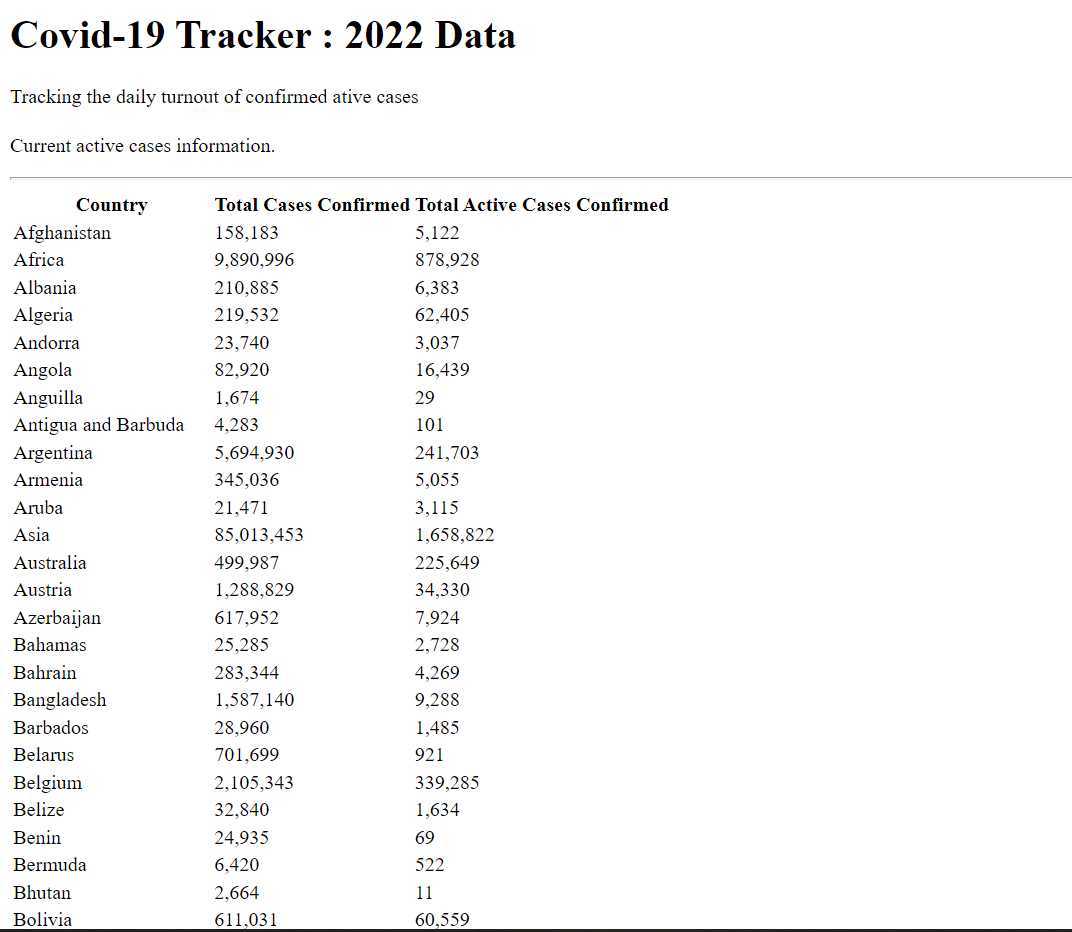 Covid-19 Tracker : 2022 Data
Tracking the daily turnout of confirmed ative cases
Current active cases information.
Country Total Cases Confirmed Total Active Cases Confirmed
Afghanistan 158,183 5,122
Africa 9,890,996 878,928
Albania 210,885 6,383
Algeria 219,532 62,405
Andorra 23,740 3,037
Angola 82,920 16,439
Anguilla 1,674 29
Antigua and Barbuda 4,283 101
Argentina 5,694,930 241,703
Armenia 345,036 5,055
Aruba 21,471 3,115
Asia 85,013,453 1,658,822
Australia 499,987 225,649
Austria 1,288,829 34,330
Azerbaijan 617,952 7,924
Bahamas 25,285 2,728
Bahrain 283,344 4,269
Bangladesh 1,587,140 9,288
Barbados 28,960 1,485
Belarus 701,699 921
Belgium 2,105,343 339,285
Belize 32,840 1,634
Benin 24,935 69
Bermuda 6,420 522
Bhutan 2,664 11
Bolivia 611,031 60,559